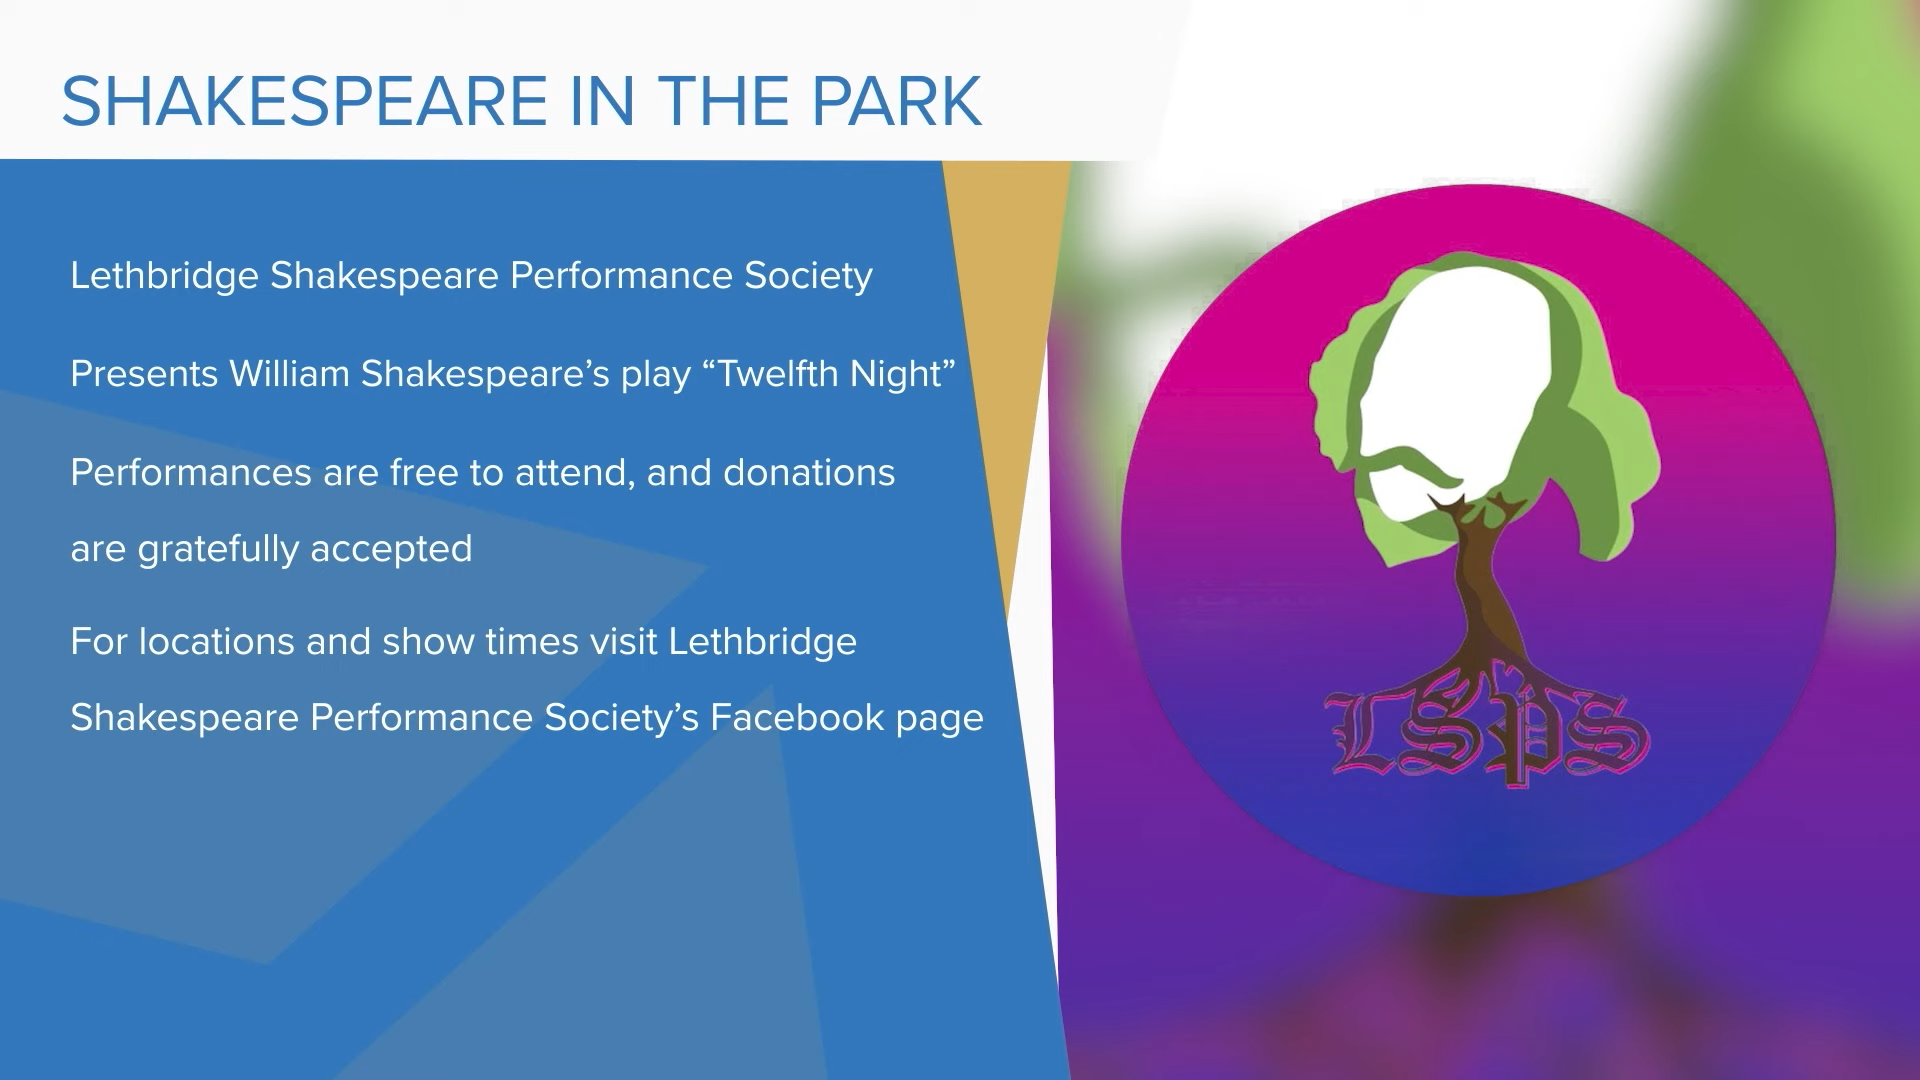 SHAKESPEARE IN THE PARK
Lethbridge Shakespeare Performance Society
Presents William Shakespeare’s play “Twelfth Night”
Performances are free to attend, and donations
are gratefully accepted
For locations and show times visit Lethbridge
Shakespeare Performance Society’s Facebook page
LSPS